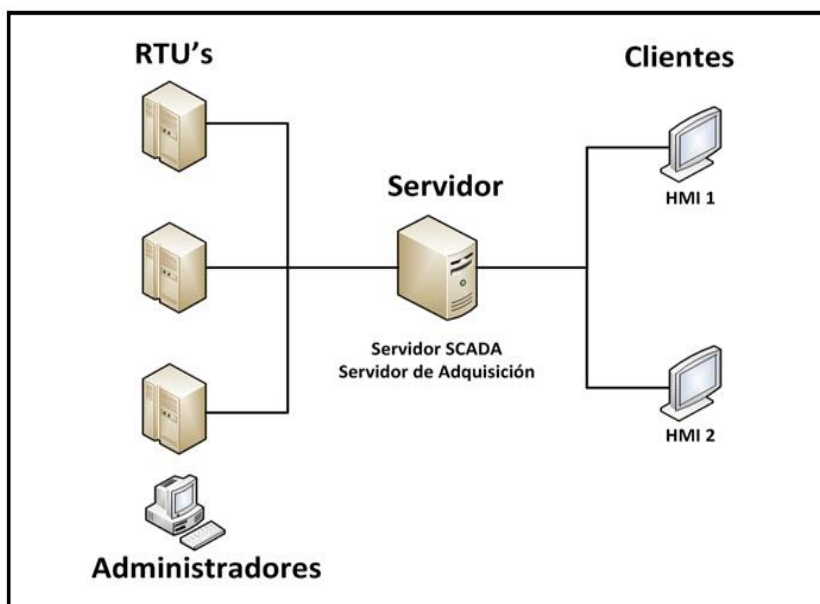 RTU's
Clientes
HMI 1
Servidor
Servidor SCADA
Servidor de Adquisición
HMI 2
Administradores